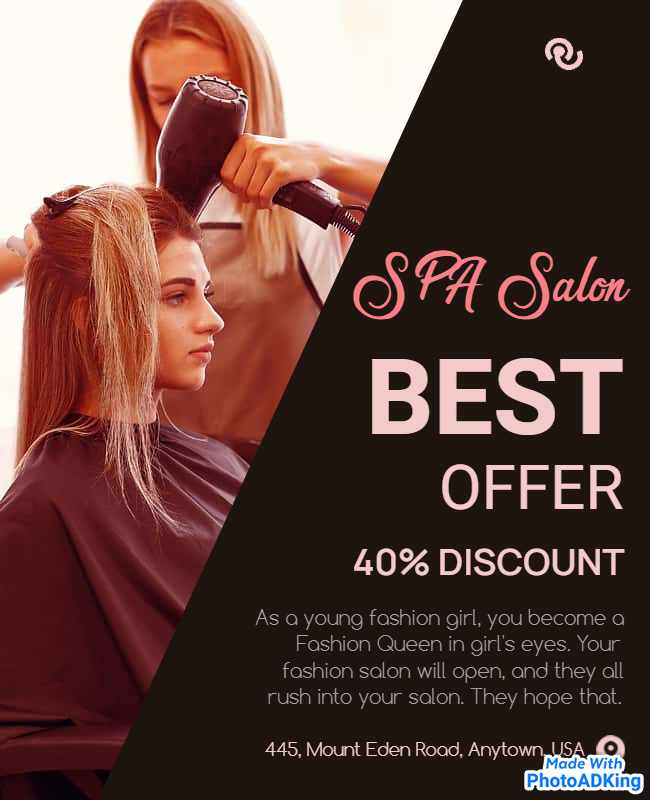 SPA Salon
BEST
OFFER
40% DISCOUNT
As a young fashion girl, you become a
Fashion Queen in girl's eyes. Your
fashion salon will open, and they all
rush into your salon. They hope that.
445, Mount Eden Road, Anytown, USA
Made With
PhotoADKing